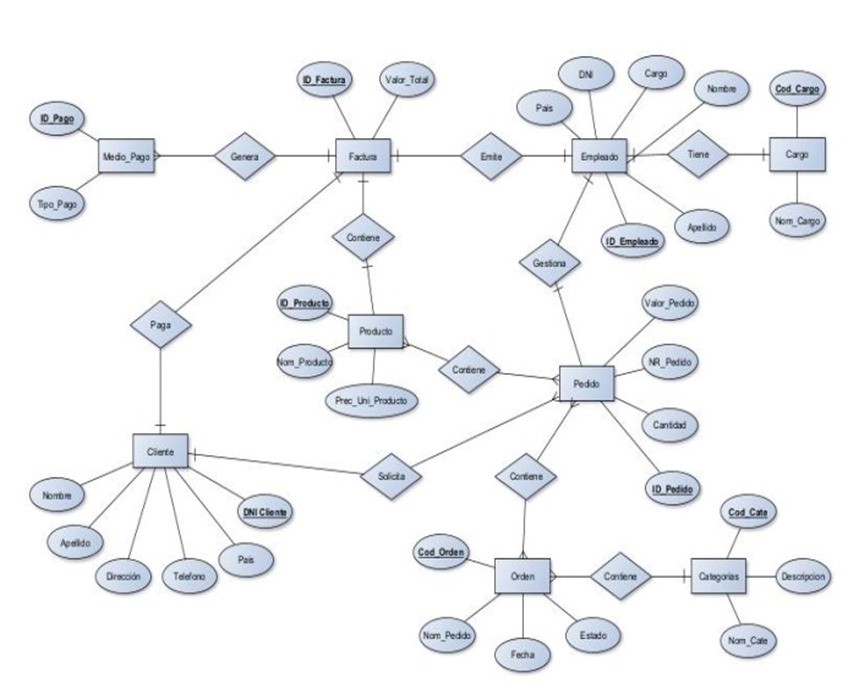 ID_Factura
Valor_Total
DNI
Cargo
Pais
Nombre
Cod_Cargo
ID_Pago
Medio_Pago
Genera
Factura
Emite
Empleado
Tiene
Cargo
Tipo_Pago
Contiene
ID_Empleado
Apellido
Nom_Cargo
Gestiona
ID_Producto
Valor_Pedido
Paga
Producto
Nom_Producto
Contiene
NR_Pedido
Pedido
Prec_Uni_Producto
Cantidad
Cliente
Solicita
Contiene
ID_Pedido
Nombre
DNI Cliente
Cod_Cate
Apellido
Pais
Dirección
Telefono
Cod_Orden
Orden
Contiene
Categorias
Descripcion
Nom_Pedido
Estado
Fecha
Nom_Cate